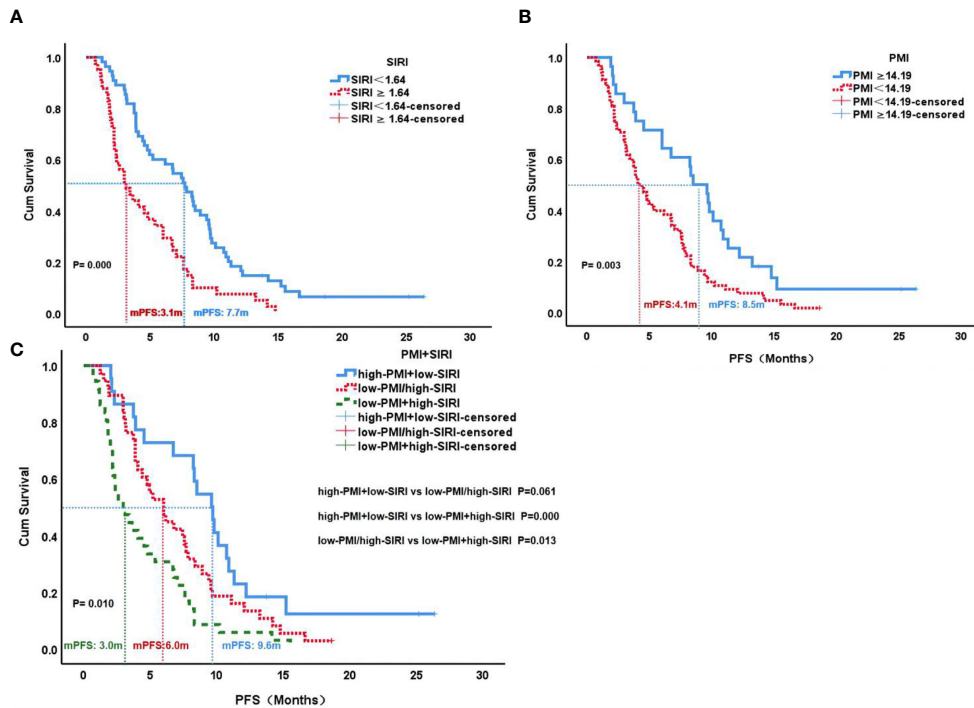 A
SIRI
SIRI<1.64
SIRI ≥ 1.64
SIRI<1.64-censored
SIRI ≥ 1.64-censored
Cum Survival
1.0
0.8
0.6
0.4
0.2
0.0
P= 0.000
mPFS:3.1m
mPFS: 7.7m
0 5 10 15 20 25 30
B
PMI
PMI ≥14.19
PMI<14.19
PMI<14.19-censored
PMI ≥14.19-censored
Cum Survival
1.0
0.8
0.6
0.4
0.2
0.0
P= 0.003
mPFS:4.1m
mPFS: 8.5m
0 5 10 15 20 25 30
PFS（Months）
C
PMI+SIRI
high-PMI+low-SIRI
low-PMI/high-SIRI
low-PMI+high-SIRI
high-PMI+low-SIRI-censored
low-PMI/high-SIRI-censored
low-PMI+high-SIRI-censored
high-PMI+low-SIRI vs low-PMI/high-SIRI P=0.061
high-PMI+low-SIRI vs low-PMI+high-SIRI P=0.000
low-PMI/high-SIRI vs low-PMI+high-SIRI P=0.013
Cum Survival
1.0
0.8
0.6
0.4
0.2
0.0
P= 0.010
mPFS: 3.0m
mPFS:6.0m
mPFS: 9.6m
0 5 10 15 20 25 30
PFS（Months）